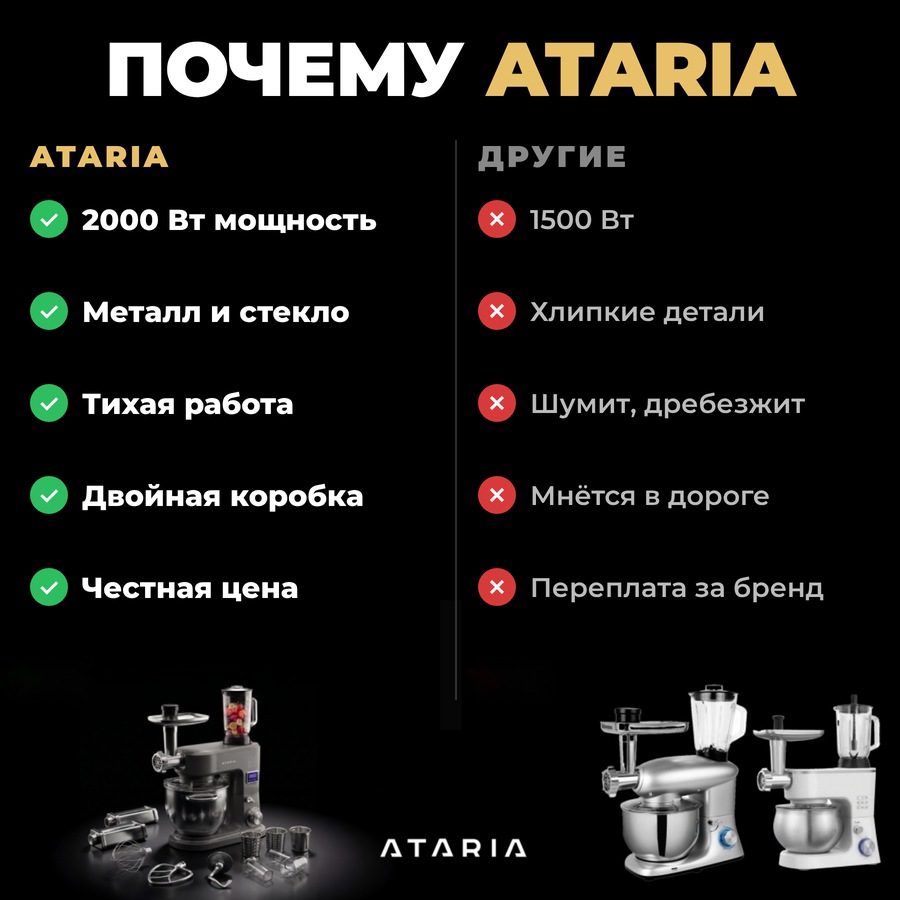 ПОЧЕМУ ATARIA
ATARIA
2000 Вт мощность
Металл и стекло
Тихая работа
Двойная коробка
Честная цена
ДРУГИЕ
1500 Вт
Хлипкие детали
Шумит, дребезжит
Мнётся в дороге
Переплата за бренд
ATARIA
ATARIA